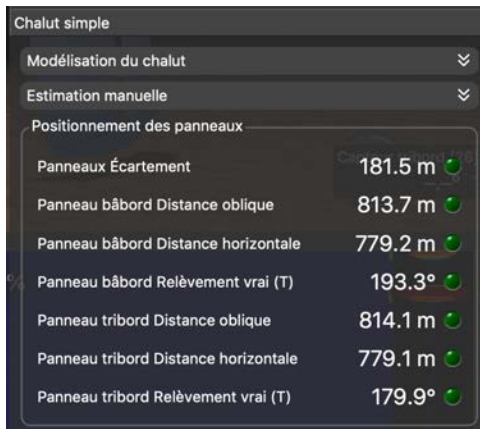 Chalut simple
Modélisation du chalut
Estimation manuelle
Positionnement des panneaux
Panneaux Écartement 181.5 m
Panneau bâbord Distance oblique 813.7 m
Panneau bâbord Distance horizontale 779.2 m
Panneau bâbord Relèvement vrai (T) 193.3°
Panneau tribord Distance oblique 814.1 m
Panneau tribord Distance horizontale 779.1 m
Panneau tribord Relèvement vrai (T) 179.9°